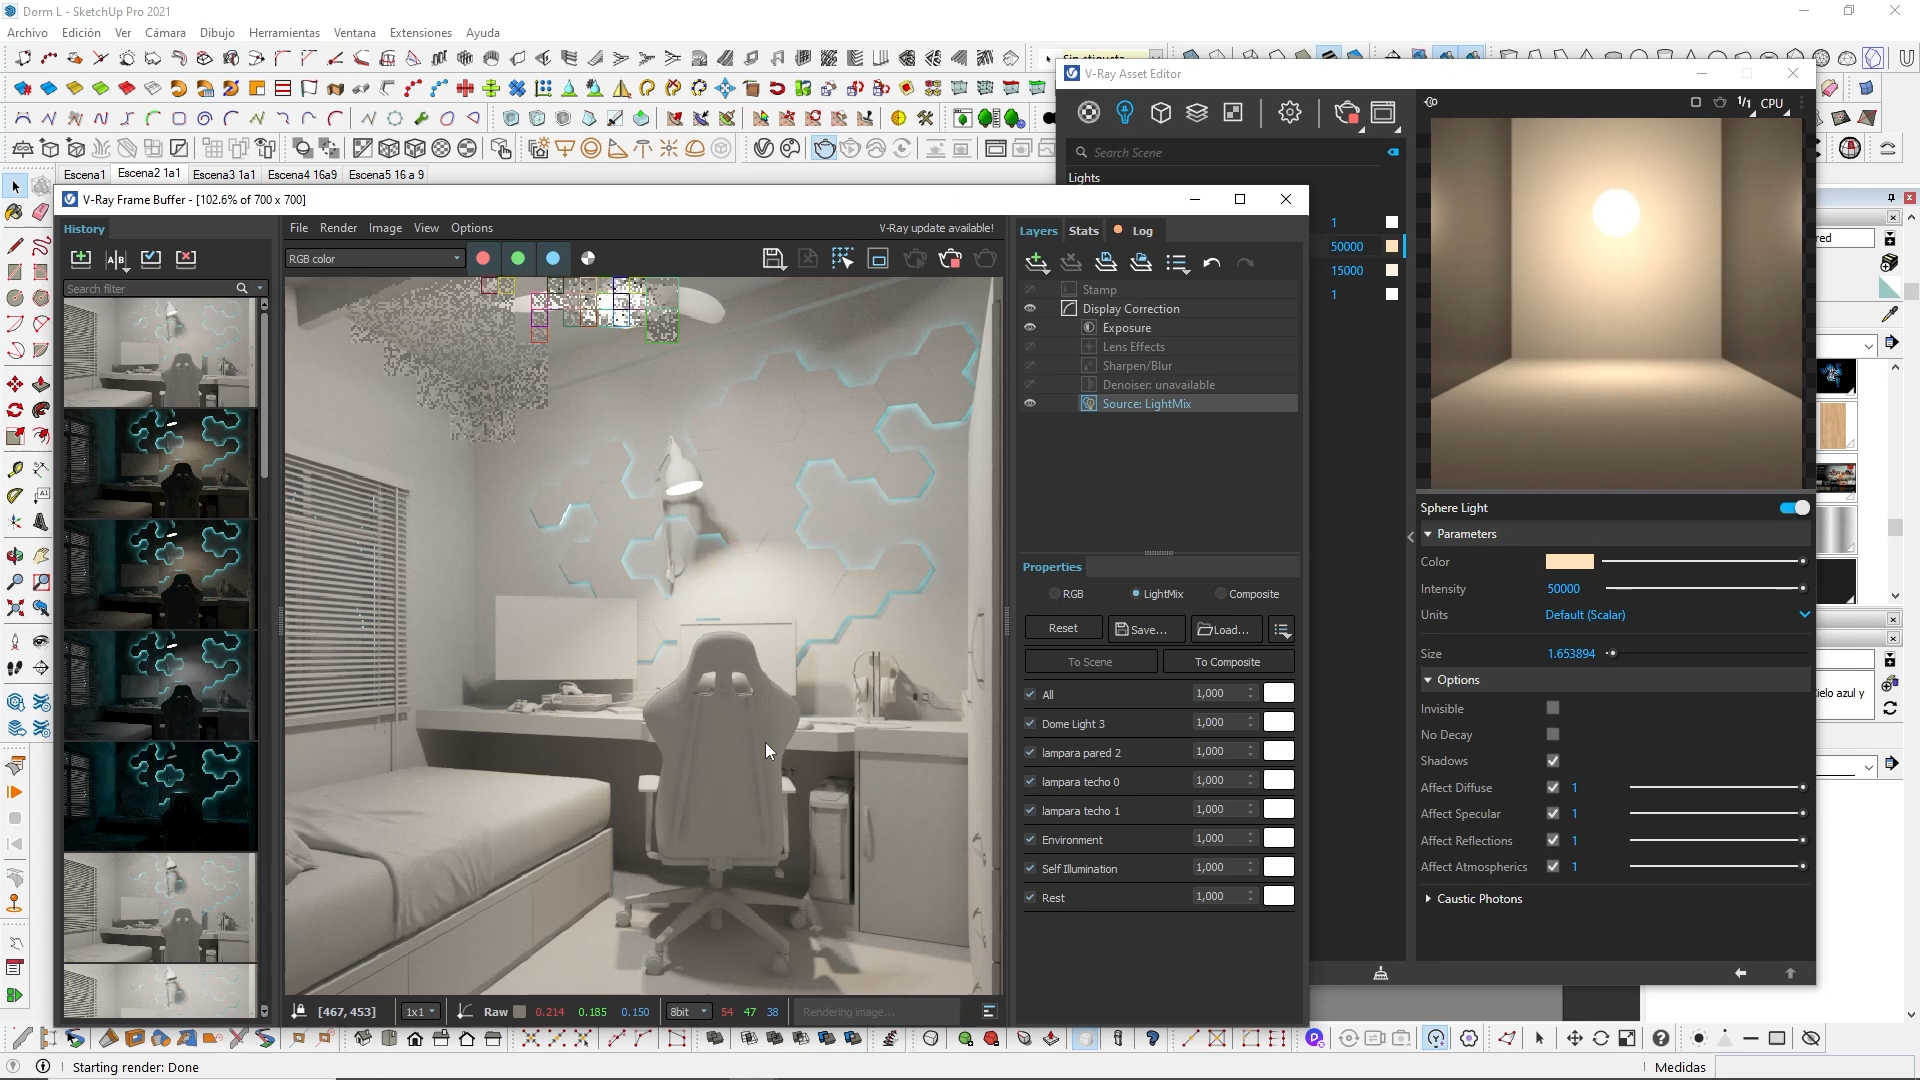 Dorm L - SketchUp Pro 2021
Archivo Edición Ver Cámara Dibujo Herramientas Ventana Extensiones Ayuda
V-Ray Asset Editor
1/1 CPU
Search Scene
Lights
Escena1 Escena2 1a1 Escena3 1a1 Escena4 16a9 Escena5 16 a 9
V-Ray Frame Buffer - [102.6% of 700 x 700]
History
File Render Image View Options
V-Ray update available!
Layers Stats Log
1
50000
15000
1
RGB color
Search filter
Stamp
Display Correction
Exposure
Lens Effects
Sharpen/Blur
Denoiser: unavailable
Source: LightMix
Properties
RGB LightMix Composite
Reset Save... Load...
To Scene To Composite
All 1,000
Dome Light 3 1,000
lampara pared 2 1,000
lampara techo 0 1,000
lampara techo 1 1,000
Environment 1,000
Self Illumination 1,000
Rest 1,000
Sphere Light
Parameters
Color
Intensity 50000
Units Default (Scalar)
Size 1.653894
Options
Invisible
No Decay
Shadows
Affect Diffuse 1
Affect Specular 1
Affect Reflections 1
Affect Atmospherics 1
Caustic Photons
red
ielo azul y
[467,453] 1x1 Raw 0.214 0.185 0.150 8bit 54 47 38 Rendering image...
Starting render: Done
Medidas